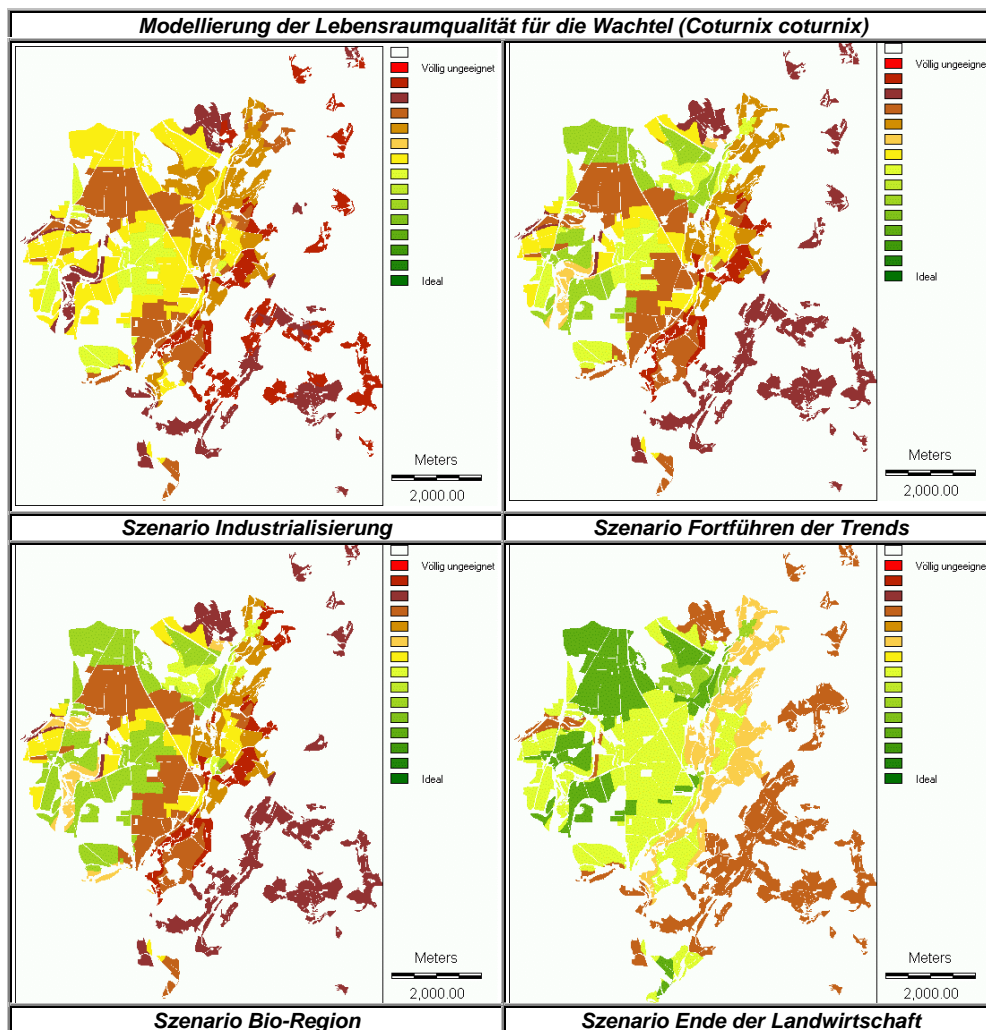 Modellierung der Lebensraumqualität für die Wachtel (Coturnix coturnix)
Völlig ungeeignet
Ideal
Meters
2,000.00
Völlig ungeeignet
Ideal
Meters
2,000.00
Szenario Industrialisierung
Szenario Fortführen der Trends
Völlig ungeeignet
Ideal
Meters
2,000.00
Völlig ungeeignet
Ideal
Meters
2,000.00
Szenario Bio-Region
Szenario Ende der Landwirtschaft